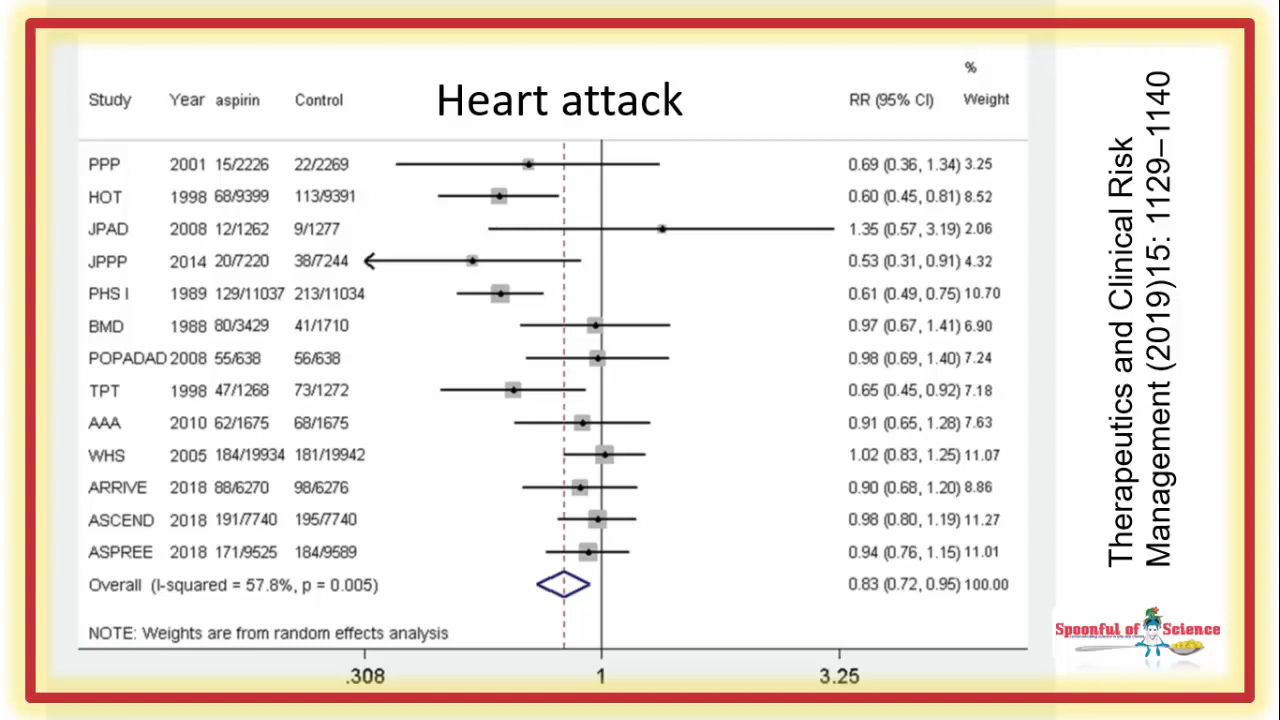 Heart attack
%
Study Year aspirin Control RR (95% CI) Weight
PPP 2001 15/2226 22/2269 0.69 (0.36, 1.34) 3.25
HOT 1998 68/9399 113/9391 0.60 (0.45, 0.81) 8.52
JPAD 2008 12/1262 9/1277 1.35 (0.57, 3.19) 2.06
JPPP 2014 20/7220 38/7244 0.53 (0.31, 0.91) 4.32
PHS I 1989 129/11037 213/11034 0.61 (0.49, 0.75) 10.70
BMD 1988 80/3429 41/1710 0.97 (0.67, 1.41) 6.90
POPADAD 2008 55/638 56/638 0.98 (0.69, 1.40) 7.24
TPT 1998 47/1268 73/1272 0.65 (0.45, 0.92) 7.18
AAA 2010 62/1675 68/1675 0.91 (0.65, 1.28) 7.63
WHS 2005 184/19934 181/19942 1.02 (0.83, 1.25) 11.07
ARRIVE 2018 88/6270 98/6276 0.90 (0.68, 1.20) 8.86
ASCEND 2018 191/7740 195/7740 0.98 (0.80, 1.19) 11.27
ASPREE 2018 171/9525 184/9589 0.94 (0.76, 1.15) 11.01
Overall (I-squared = 57.8%, p = 0.005) 0.83 (0.72, 0.95) 100.00
NOTE: Weights are from random effects analysis
.308 1 3.25
Therapeutics and Clinical Risk
Management (2019)15: 1129–1140
Spoonful of Science